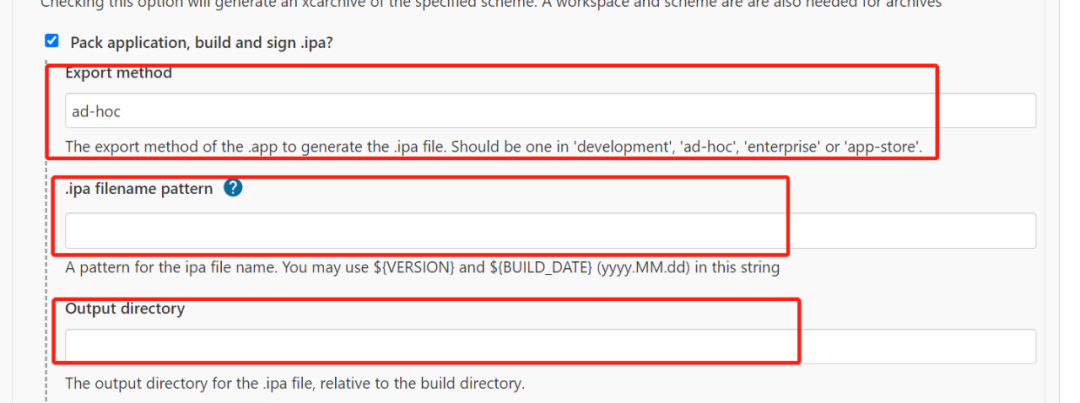 Checking this option will generate an xcarchive of the specified scheme. A workspace and scheme are are also needed for archives
Pack application, build and sign .ipa?
Export method
ad-hoc
The export method of the .app to generate the .ipa file. Should be one in 'development', 'ad-hoc', 'enterprise' or 'app-store'.
.ipa filename pattern ?
A pattern for the ipa file name. You may use ${VERSION} and ${BUILD_DATE} (yyyy.MM.dd) in this string
Output directory
The output directory for the .ipa file, relative to the build directory.